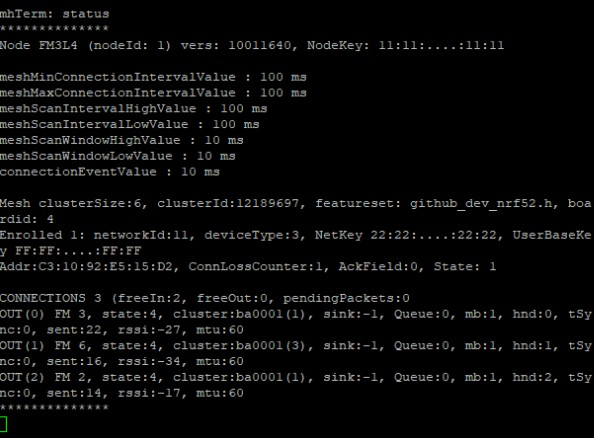 mhTerm: status
**************
Node FM3L4 (nodeId: 1) vers: 10011640, NodeKey: 11:11:....:11:11
meshMinConnectionIntervalValue : 100 ms
meshMaxConnectionIntervalValue : 100 ms
meshScanIntervalHighValue : 100 ms
meshScanIntervalLowValue : 100 ms
meshScanWindowHighValue : 10 ms
meshScanWindowLowValue : 10 ms
connectionEventValue : 10 ms
Mesh clusterSize:6, clusterId:12189697, featureset: github_dev_nrf52.h, boa
rdid: 4
Enrolled 1: networkId:11, deviceType:3, NetKey 22:22:....:22:22, UserBaseKe
y FF:FF:....:FF:FF
Addr:C3:10:92:E5:15:D2, ConnLossCounter:1, AckField:0, State: 1
CONNECTIONS 3 (freeIn:2, freeOut:0, pendingPackets:0
OUT(0) FM 3, state:4, cluster:ba0001(1), sink:-1, Queue:0, mb:1, hnd:0, tSy
nc:0, sent:22, rssi:-27, mtu:60
OUT(1) FM 6, state:4, cluster:ba0001(3), sink:-1, Queue:0, mb:1, hnd:1, tSy
nc:0, sent:16, rssi:-34, mtu:60
OUT(2) FM 2, state:4, cluster:ba0001(1), sink:-1, Queue:0, mb:1, hnd:2, tSy
nc:0, sent:14, rssi:-17, mtu:60
**************